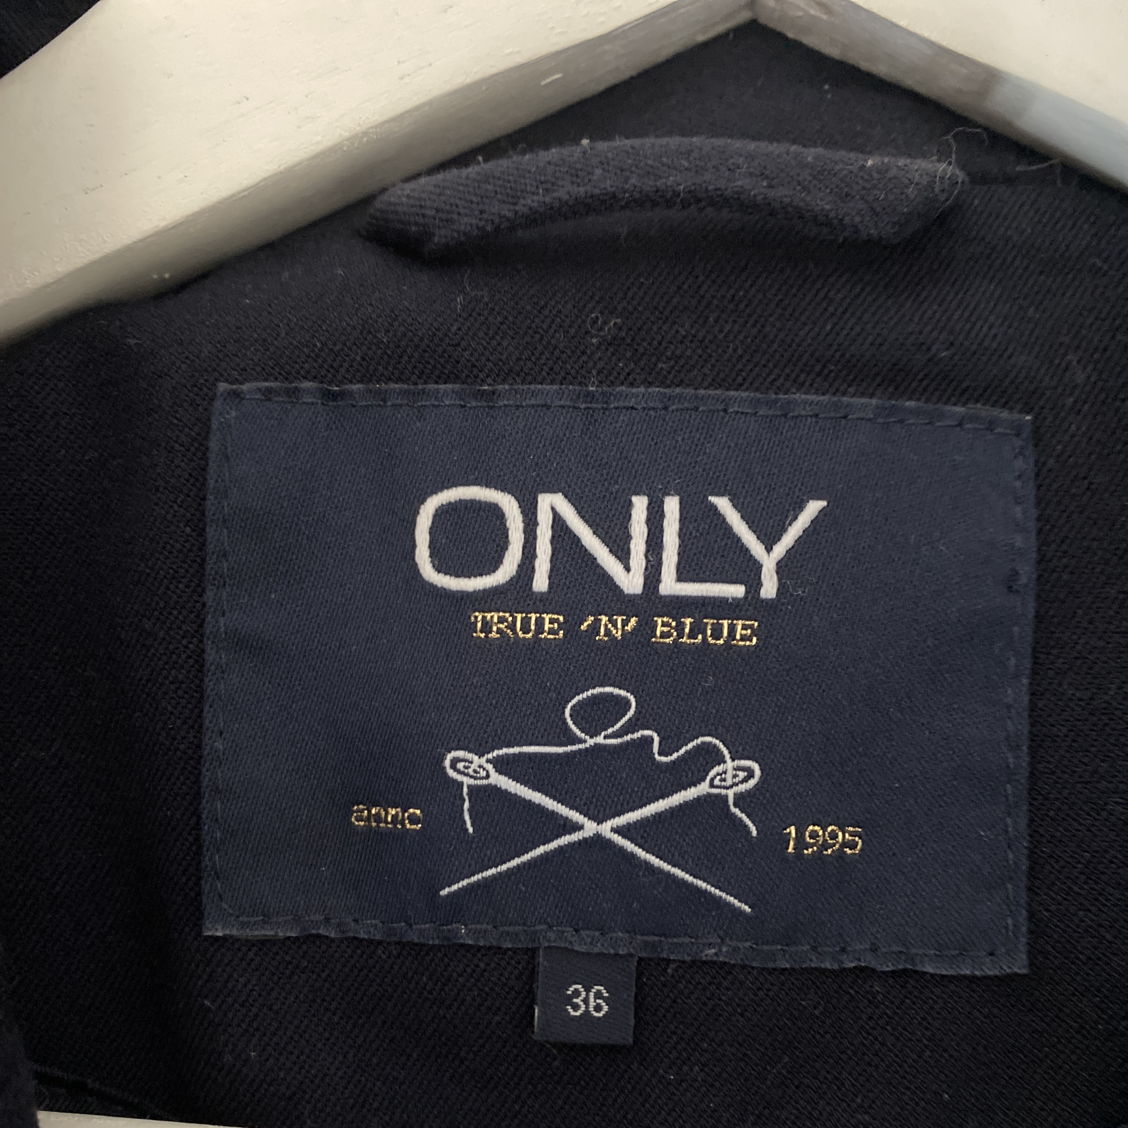 ONLY
TRUE 'N' BLUE
anno
1995
36